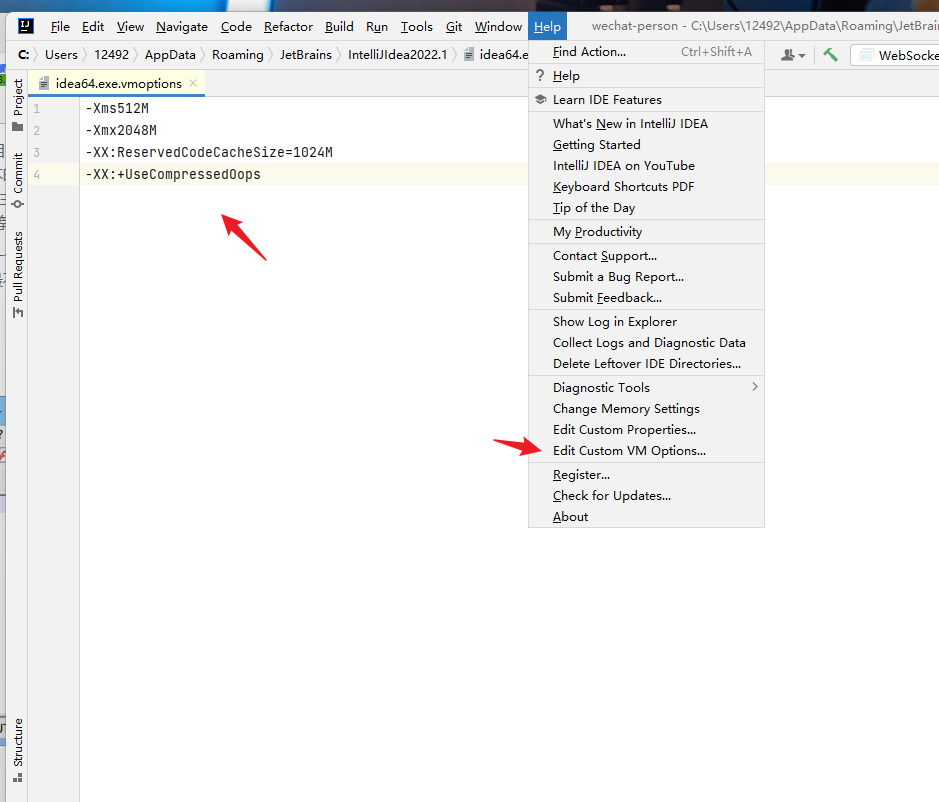 IJ File Edit View Navigate Code Refactor Build Run Tools Git Window Help wechat-person - C:\Users\12492\AppData\Roaming\JetBrai
C: Users 12492 AppData Roaming JetBrains IntelliJIdea2022.1 idea64.e
WebSocke
idea64.exe.vmoptions
Project
Commit
Pull Requests
Structure
1 -Xms512M
2 -Xmx2048M
3 -XX:ReservedCodeCacheSize=1024M
4 -XX:+UseCompressedOops
Find Action... Ctrl+Shift+A
? Help
Learn IDE Features
What's New in IntelliJ IDEA
Getting Started
IntelliJ IDEA on YouTube
Keyboard Shortcuts PDF
Tip of the Day
My Productivity
Contact Support...
Submit a Bug Report...
Submit Feedback...
Show Log in Explorer
Collect Logs and Diagnostic Data
Delete Leftover IDE Directories...
Diagnostic Tools
Change Memory Settings
Edit Custom Properties...
Edit Custom VM Options...
Register...
Check for Updates...
About